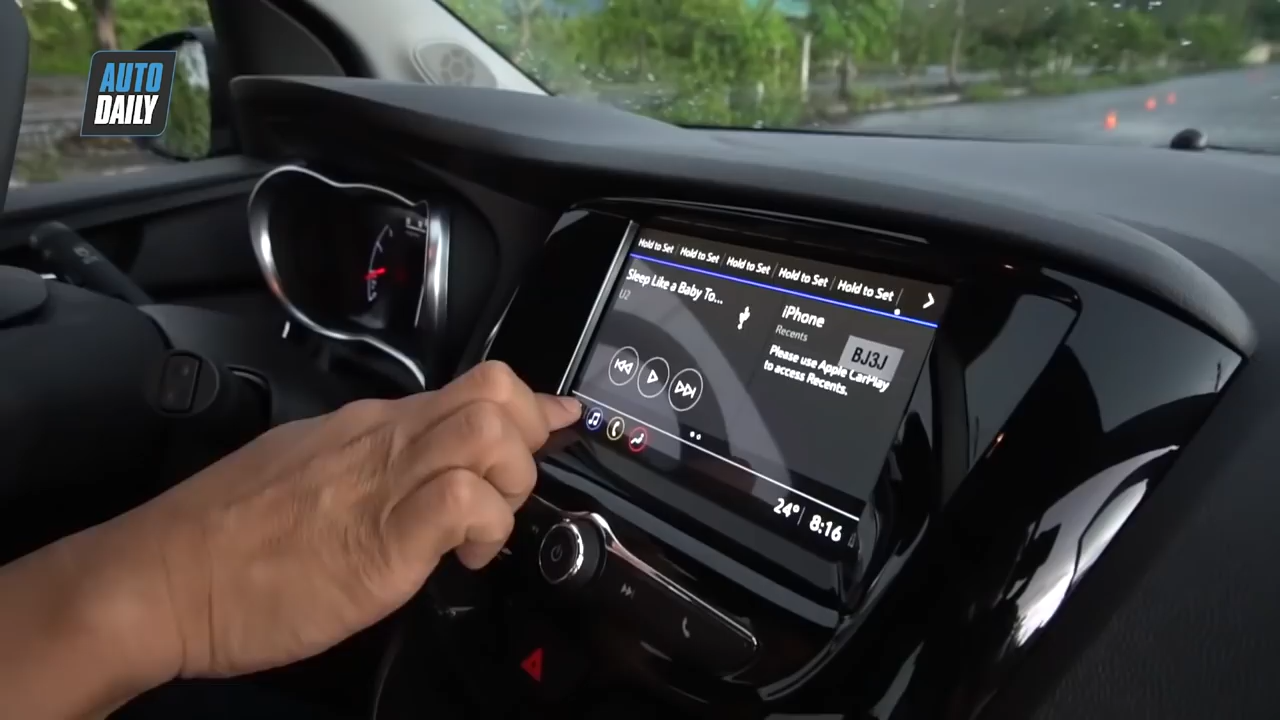 AUTO
DAILY
Hold to Set
Hold to Set
Hold to Set
Hold to Set
Hold to Set
Sleep Like a Baby To...
U2
iPhone
Recents
BJ3J
Please use Apple CarPlay
to access Recents.
24° 8:16